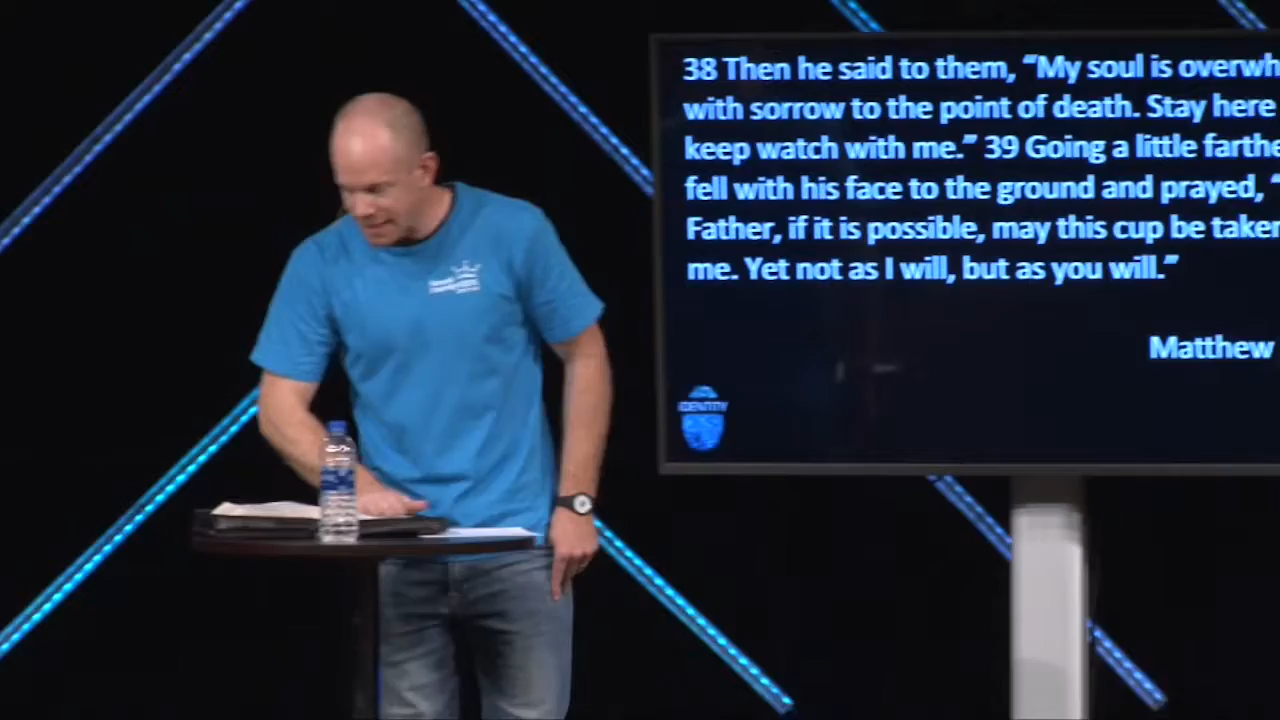 38 Then he said to them, “My soul is overwh
with sorrow to the point of death. Stay here
keep watch with me.” 39 Going a little farthe
fell with his face to the ground and prayed, “
Father, if it is possible, may this cup be taken
me. Yet not as I will, but as you will.”
Matthew
IDENTITY